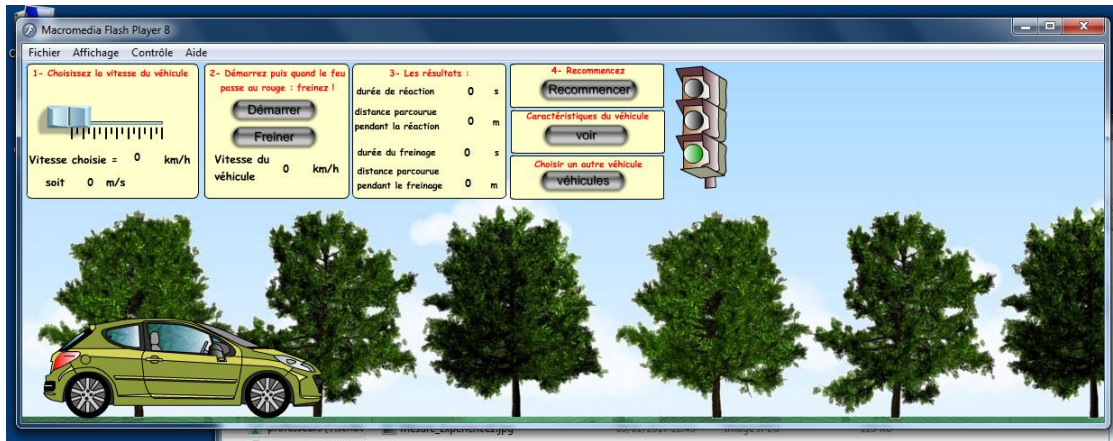 Macromedia Flash Player 8
Fichier Affichage Contrôle Aide
1- Choisissez la vitesse du véhicule
Vitesse choisie = 0 km/h
soit 0 m/s
2- Démarrez puis quand le feu
passe au rouge : freinez !
Démarrer
Freiner
Vitesse du
véhicule 0 km/h
3- Les résultats :
durée de réaction 0 s
distance parcourue
pendant la réaction 0 m
durée du freinage 0 s
distance parcourue
pendant le freinage 0 m
4- Recommencez
Recommencer
Caractéristiques du véhicule
voir
Choisir un autre véhicule
véhicules